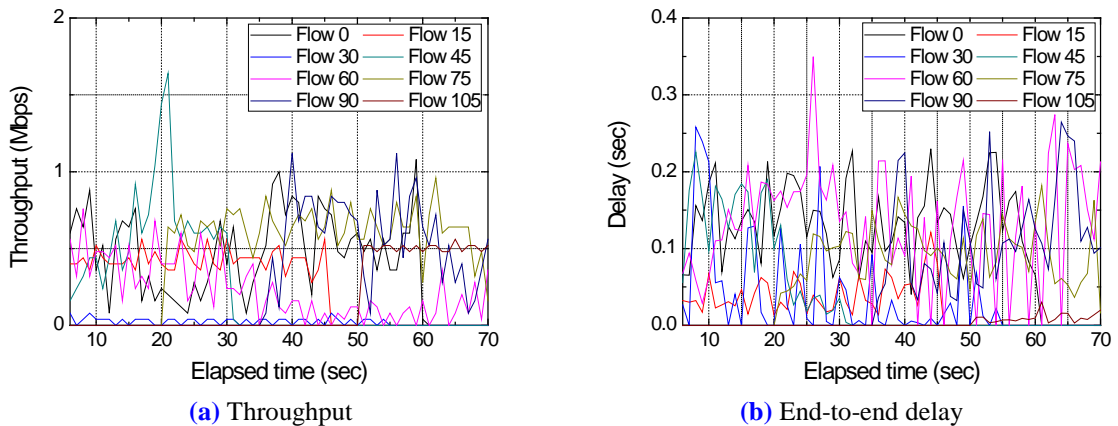 Throughput (Mbps)
2
1
0
Flow 0 Flow 15
Flow 30 Flow 45
Flow 60 Flow 75
Flow 90 Flow 105
10 20 30 40 50 60 70
Elapsed time (sec)
(a) Throughput
Delay (sec)
0.4
0.3
0.2
0.1
0.0
Flow 0 Flow 15
Flow 30 Flow 45
Flow 60 Flow 75
Flow 90 Flow 105
10 20 30 40 50 60 70
Elapsed time (sec)
(b) End-to-end delay